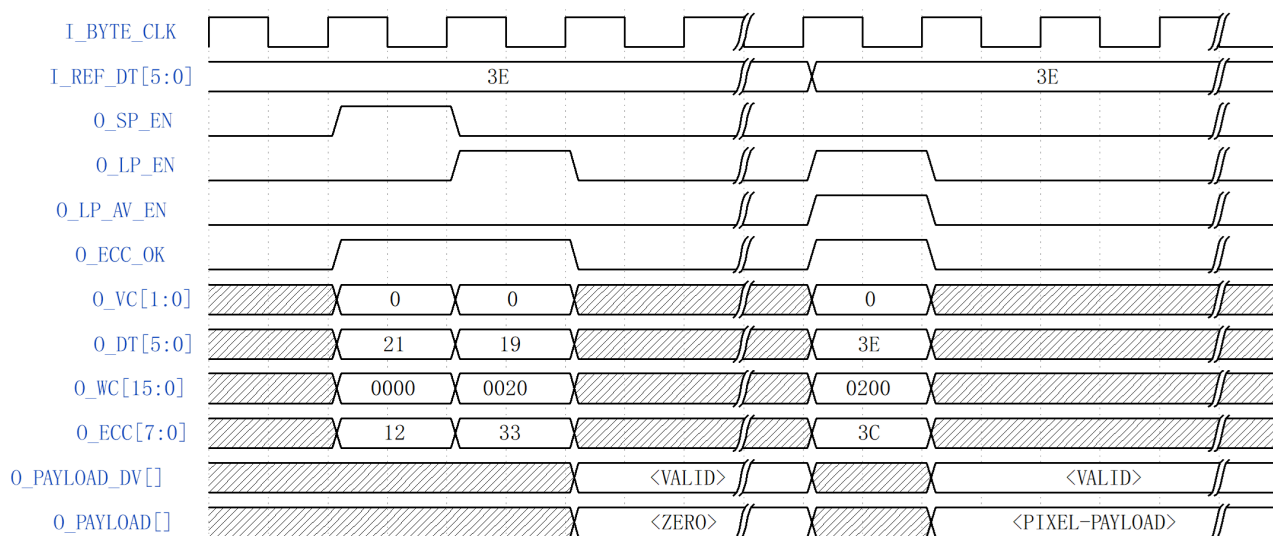 I_BYTE_CLK
I_REF_DT[5:0] 3E 3E
O_SP_EN
O_LP_EN
O_LP_AV_EN
O_ECC_OK
O_VC[1:0] 0 0 0
O_DT[5:0] 21 19 3E
O_WC[15:0] 0000 0020 0200
O_ECC[7:0] 12 33 3C
O_PAYLOAD_DV[] <VALID> <VALID>
O_PAYLOAD[] <ZERO> <PIXEL-PAYLOAD>